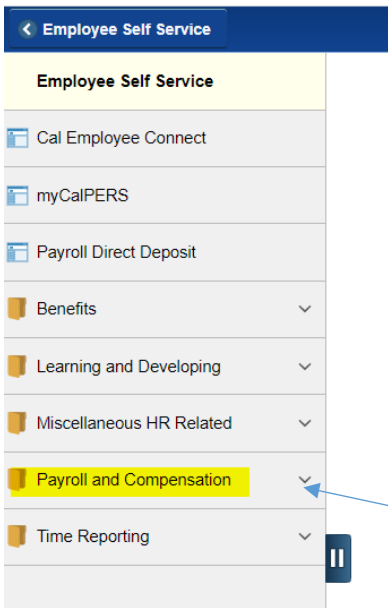 Employee Self Service
Employee Self Service
Cal Employee Connect
myCalPERS
Payroll Direct Deposit
Benefits
Learning and Developing
Miscellaneous HR Related
Payroll and Compensation
Time Reporting